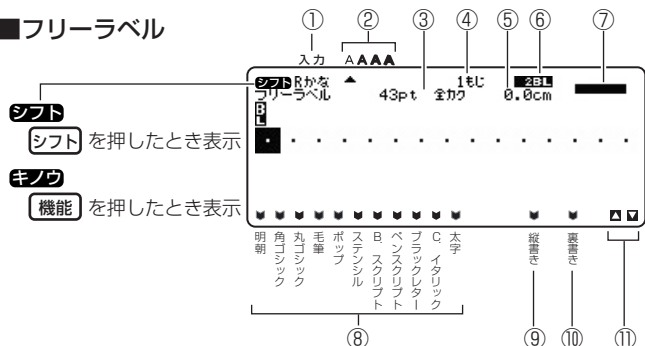 ■フリーラベル
① ② ③ ④ ⑤ ⑥ ⑦
入力 A A A A
シフト Rかな 1もじ 2BL
フリーラベル 43pt 全カク 0.0cm
BL
シフト
シフト を押したとき表示
キノウ
機能 を押したとき表示
明朝
角ゴシック
丸ゴシック
毛筆
ポップ
ステンシル
B.スクリプト
ペンスクリプト
ブラックレター
C.イタリック
太字
縦書き
裏書き
⑧ ⑨ ⑩ ⑪